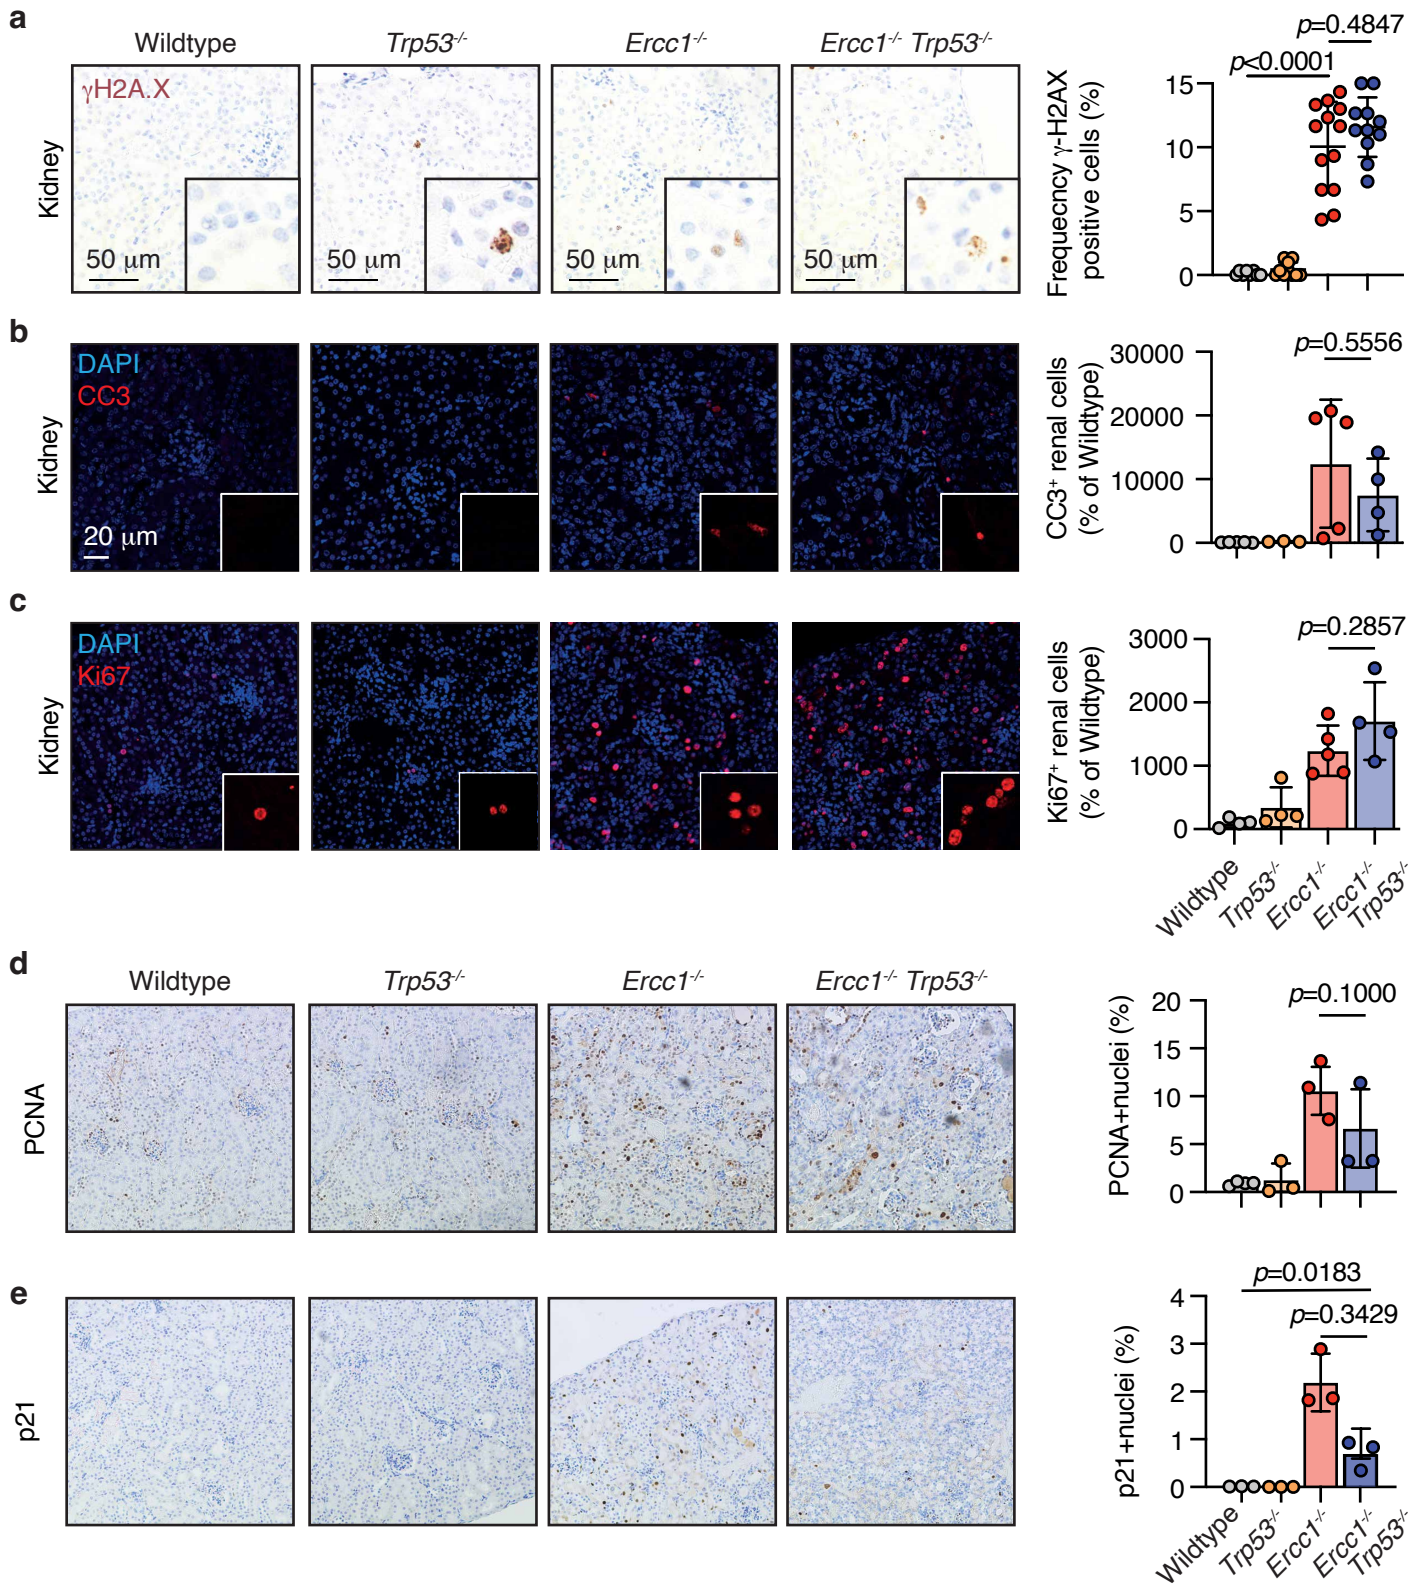 a
Wildtype Trp53-/- Ercc1-/- Ercc1-/- Trp53-/-
Kidney
γH2A.X
50 μm 50 μm 50 μm 50 μm
Frequecncy γ-H2AX
positive cells (%)
p=0.4847
p<0.0001
15
10
5
0
b
Kidney
DAPI
CC3
20 μm
CC3+ renal cells
(% of Wildtype)
p=0.5556
30000
20000
10000
0
c
Kidney
DAPI
Ki67
Ki67+ renal cells
(% of Wildtype)
p=0.2857
3000
2000
1000
0
Wildtype
Trp53-/-
Ercc1-/-
Ercc1-/-
Trp53-/-
d
Wildtype Trp53-/- Ercc1-/- Ercc1-/- Trp53-/-
PCNA
PCNA+nuclei (%)
p=0.1000
20
15
10
5
0
e
p21
p21+nuclei (%)
p=0.0183
p=0.3429
4
3
2
1
0
Wildtype
Trp53-/-
Ercc1-/-
Ercc1-/-
Trp53-/-